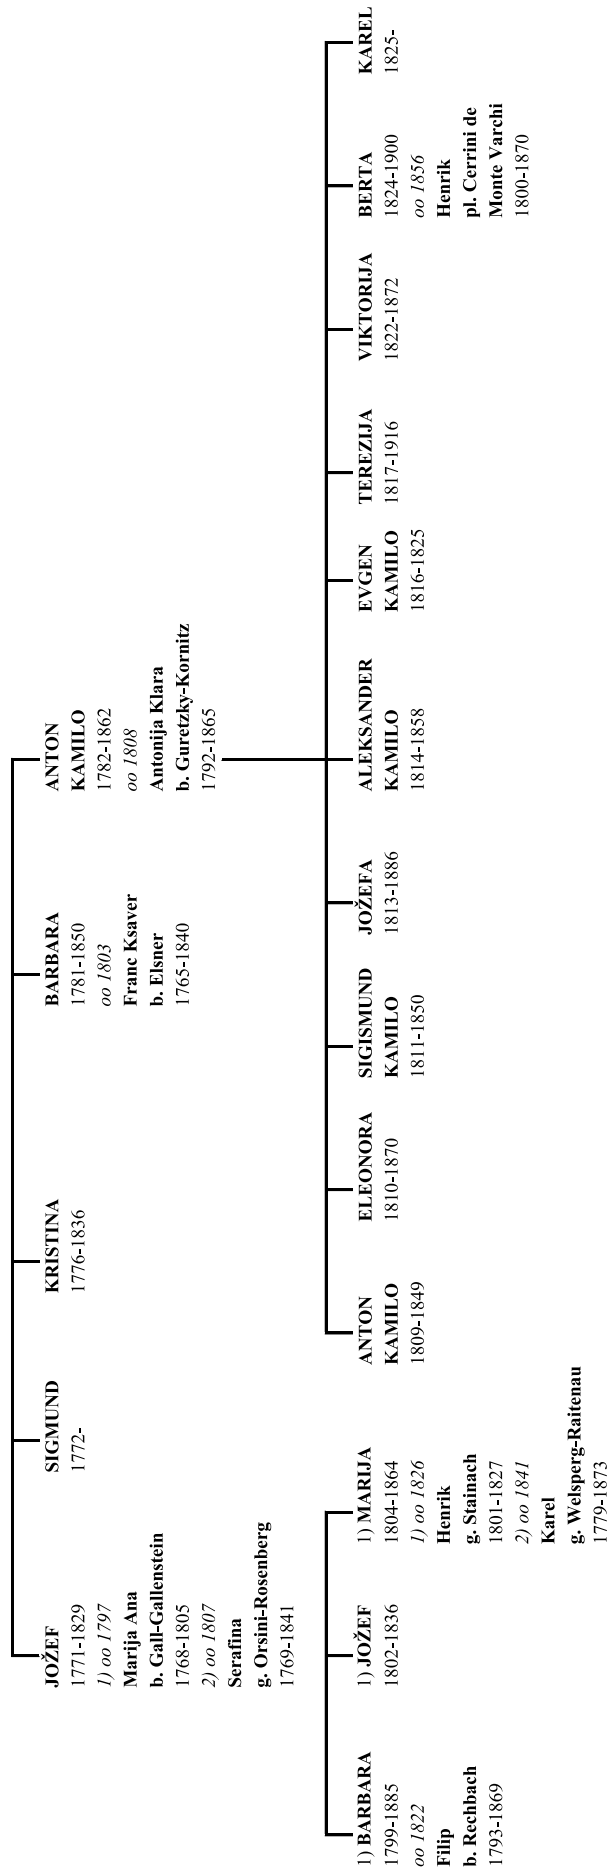 JOŽEF
1771-1829
1) oo 1797
Marija Ana
b. Gall-Gallenstein
1768-1805
2) oo 1807
Serafina
g. Orsini-Rosenberg
1769-1841
SIGMUND
1772-
KRISTINA
1776-1836
BARBARA
1781-1850
oo 1803
Franc Ksaver
b. Elsner
1765-1840
ANTON
KAMILO
1782-1862
oo 1808
Antonija Klara
b. Guretzky-Kornitz
1792-1865
1) BARBARA
1799-1885
oo 1822
Filip
b. Rechbach
1793-1869
1) JOŽEF
1802-1836
1) MARIJA
1804-1864
1) oo 1826
Henrik
g. Stainach
1801-1827
2) oo 1841
Karel
g. Welsperg-Raitenau
1779-1873
ANTON
KAMILO
1809-1849
ELEONORA
1810-1870
SIGISMUND
KAMILO
1811-1850
JOŽEFA
1813-1886
ALEKSANDER
KAMILO
1814-1858
EVGEN
KAMILO
1816-1825
TEREZIJA
1817-1916
VIKTORIJA
1822-1872
BERTA
1824-1900
oo 1856
Henrik
pl. Cerrini de
Monte Varchi
1800-1870
KAREL
1825-